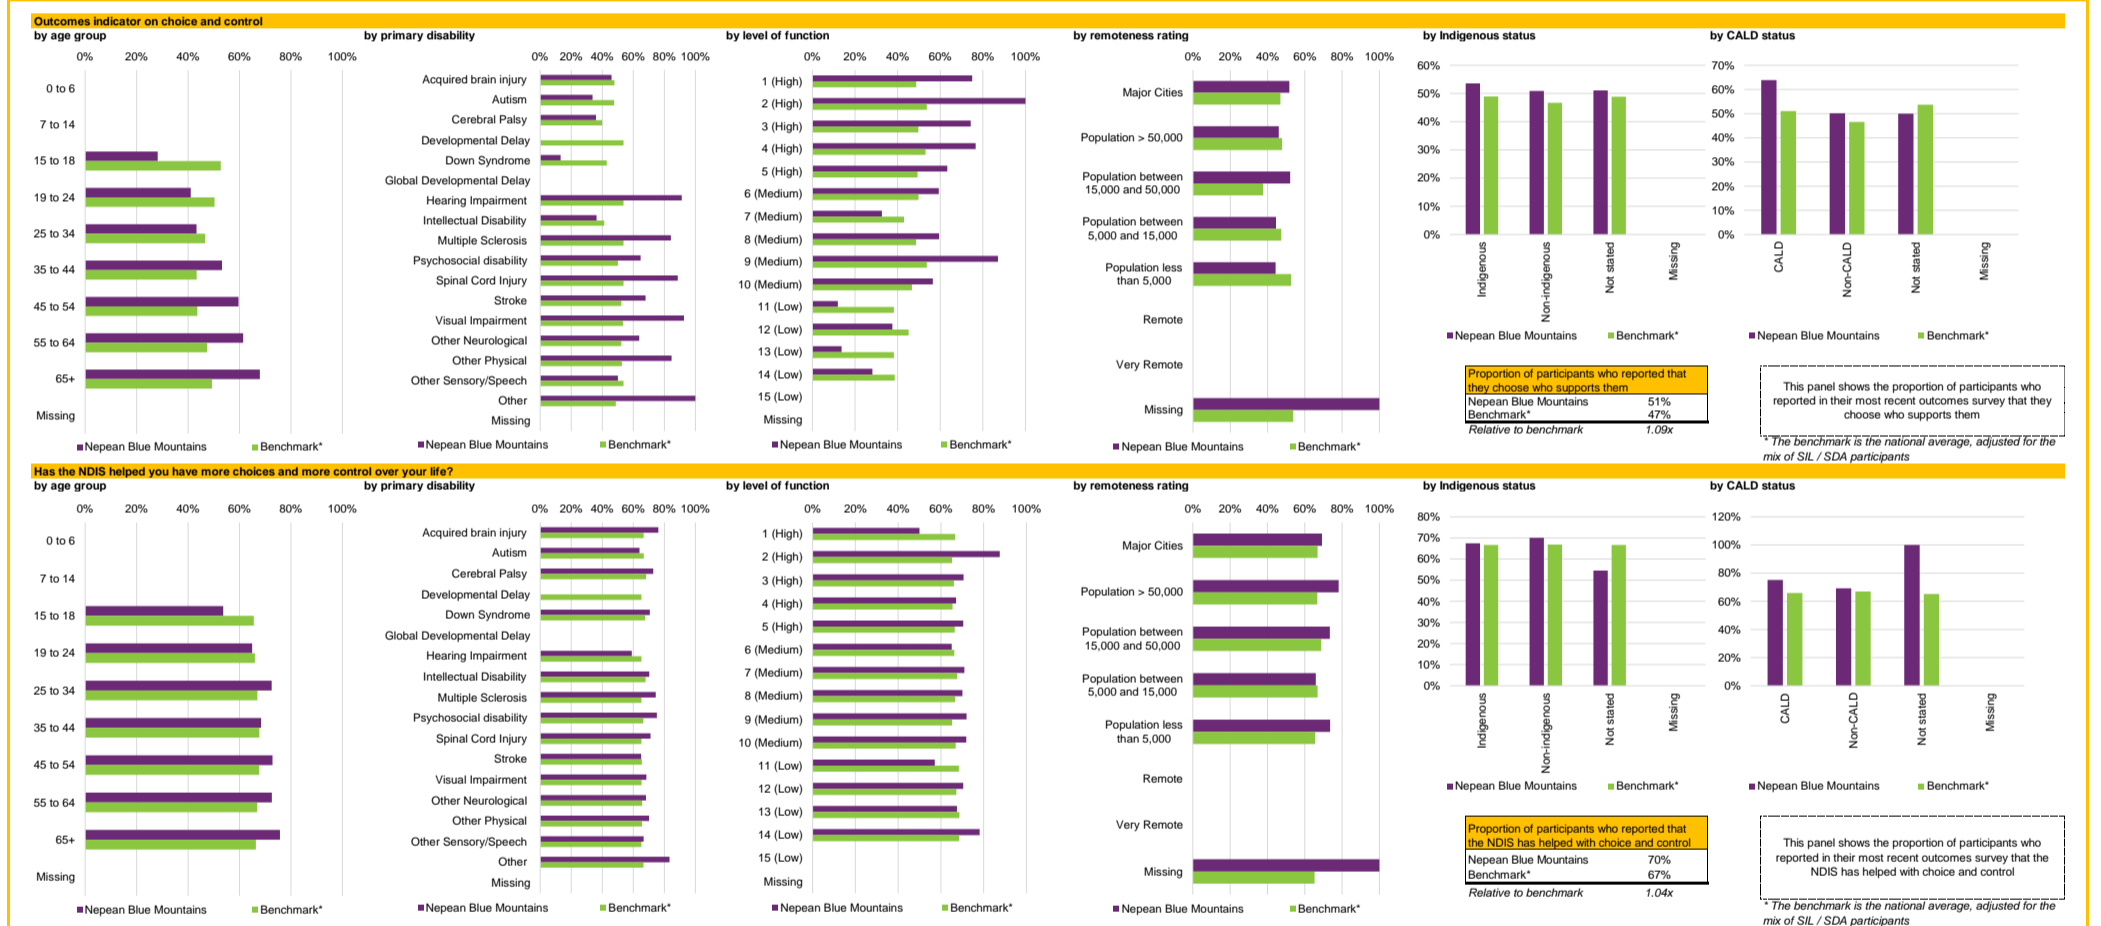 Outcomes indicator on choice and control
by age group
0% 20% 40% 60% 80% 100%
0 to 6
7 to 14
15 to 18
19 to 24
25 to 34
35 to 44
45 to 54
55 to 64
65+
Missing
Nepean Blue Mountains Benchmark*
by primary disability
0% 20% 40% 60% 80% 100%
Acquired brain injury
Autism
Cerebral Palsy
Developmental Delay
Down Syndrome
Global Developmental Delay
Hearing Impairment
Intellectual Disability
Multiple Sclerosis
Psychosocial disability
Spinal Cord Injury
Stroke
Visual Impairment
Other Neurological
Other Physical
Other Sensory/Speech
Other
Missing
Nepean Blue Mountains Benchmark*
by level of function
0% 20% 40% 60% 80% 100%
1 (High)
2 (High)
3 (High)
4 (High)
5 (High)
6 (Medium)
7 (Medium)
8 (Medium)
9 (Medium)
10 (Medium)
11 (Low)
12 (Low)
13 (Low)
14 (Low)
15 (Low)
Missing
Nepean Blue Mountains Benchmark*
by remoteness rating
0% 20% 40% 60% 80% 100%
Major Cities
Population > 50,000
Population between
15,000 and 50,000
Population between
5,000 and 15,000
Population less
than 5,000
Remote
Very Remote
Missing
Nepean Blue Mountains Benchmark*
by Indigenous status
60%
50%
40%
30%
20%
10%
0%
Indigenous
Non-indigenous
Not stated
Missing
Nepean Blue Mountains Benchmark*
by CALD status
70%
60%
50%
40%
30%
20%
10%
0%
CALD
Non-CALD
Not stated
Missing
Nepean Blue Mountains Benchmark*
Proportion of participants who reported that
they choose who supports them
Nepean Blue Mountains 51%
Benchmark* 47%
Relative to benchmark 1.09x
This panel shows the proportion of participants who
reported in their most recent outcomes survey that they
choose who supports them
* The benchmark is the national average, adjusted for the
mix of SIL / SDA participants
Has the NDIS helped you have more choices and more control over your life?
by age group
0% 20% 40% 60% 80% 100%
0 to 6
7 to 14
15 to 18
19 to 24
25 to 34
35 to 44
45 to 54
55 to 64
65+
Missing
Nepean Blue Mountains Benchmark*
by primary disability
0% 20% 40% 60% 80% 100%
Acquired brain injury
Autism
Cerebral Palsy
Developmental Delay
Down Syndrome
Global Developmental Delay
Hearing Impairment
Intellectual Disability
Multiple Sclerosis
Psychosocial disability
Spinal Cord Injury
Stroke
Visual Impairment
Other Neurological
Other Physical
Other Sensory/Speech
Other
Missing
Nepean Blue Mountains Benchmark*
by level of function
0% 20% 40% 60% 80% 100%
1 (High)
2 (High)
3 (High)
4 (High)
5 (High)
6 (Medium)
7 (Medium)
8 (Medium)
9 (Medium)
10 (Medium)
11 (Low)
12 (Low)
13 (Low)
14 (Low)
15 (Low)
Missing
Nepean Blue Mountains Benchmark*
by remoteness rating
0% 20% 40% 60% 80% 100%
Major Cities
Population > 50,000
Population between
15,000 and 50,000
Population between
5,000 and 15,000
Population less
than 5,000
Remote
Very Remote
Missing
Nepean Blue Mountains Benchmark*
by Indigenous status
80%
70%
60%
50%
40%
30%
20%
10%
0%
Indigenous
Non-indigenous
Not stated
Missing
Nepean Blue Mountains Benchmark*
by CALD status
120%
100%
80%
60%
40%
20%
0%
CALD
Non-CALD
Not stated
Missing
Nepean Blue Mountains Benchmark*
Proportion of participants who reported that
the NDIS has helped with choice and control
Nepean Blue Mountains 70%
Benchmark* 67%
Relative to benchmark 1.04x
This panel shows the proportion of participants who
reported in their most recent outcomes survey that the
NDIS has helped with choice and control
* The benchmark is the national average, adjusted for the
mix of SIL / SDA participants